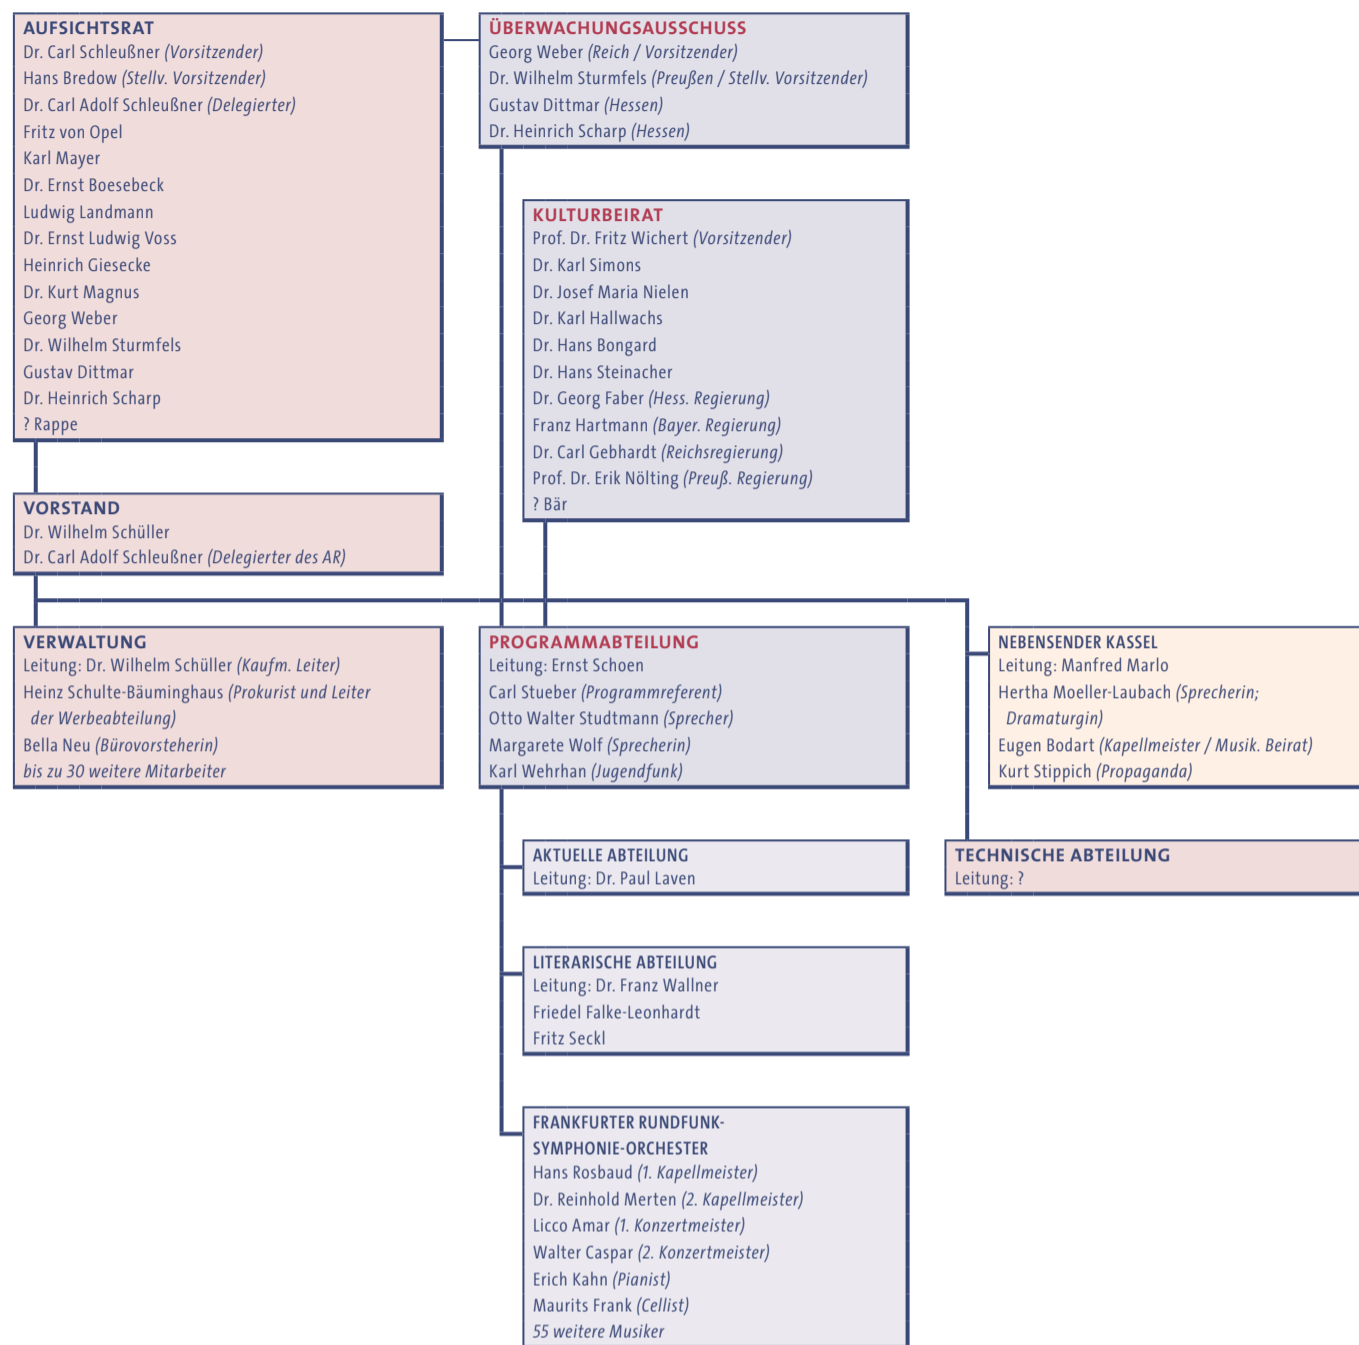 AUFSICHTSRAT
Dr. Carl Schleußner (Vorsitzender)
Hans Bredow (Stellv. Vorsitzender)
Dr. Carl Adolf Schleußner (Delegierter)
Fritz von Opel
Karl Mayer
Dr. Ernst Boesebeck
Ludwig Landmann
Dr. Ernst Ludwig Voss
Heinrich Giesecke
Dr. Kurt Magnus
Georg Weber
Dr. Wilhelm Sturmfels
Gustav Dittmar
Dr. Heinrich Scharp
? Rappe
ÜBERWACHUNGSAUSSCHUSS
Georg Weber (Reich / Vorsitzender)
Dr. Wilhelm Sturmfels (Preußen / Stellv. Vorsitzender)
Gustav Dittmar (Hessen)
Dr. Heinrich Scharp (Hessen)
KULTURBEIRAT
Prof. Dr. Fritz Wichert (Vorsitzender)
Dr. Karl Simons
Dr. Josef Maria Nielen
Dr. Karl Hallwachs
Dr. Hans Bongard
Dr. Hans Steinacher
Dr. Georg Faber (Hess. Regierung)
Franz Hartmann (Bayer. Regierung)
Dr. Carl Gebhardt (Reichsregierung)
Prof. Dr. Erik Nölting (Preuß. Regierung)
? Bär
VORSTAND
Dr. Wilhelm Schüller
Dr. Carl Adolf Schleußner (Delegierter des AR)
VERWALTUNG
Leitung: Dr. Wilhelm Schüller (Kaufm. Leiter)
Heinz Schulte-Bäuminghaus (Prokurist und Leiter
der Werbeabteilung)
Bella Neu (Bürovorsteherin)
bis zu 30 weitere Mitarbeiter
PROGRAMMABTEILUNG
Leitung: Ernst Schoen
Carl Stueber (Programmreferent)
Otto Walter Studtmann (Sprecher)
Margarete Wolf (Sprecherin)
Karl Wehrhan (Jugendfunk)
NEBENSENDER KASSEL
Leitung: Manfred Marlo
Hertha Moeller-Laubach (Sprecherin;
Dramaturgin)
Eugen Bodart (Kapellmeister / Musik. Beirat)
Kurt Stippich (Propaganda)
AKTUELLE ABTEILUNG
Leitung: Dr. Paul Laven
TECHNISCHE ABTEILUNG
Leitung: ?
LITERARISCHE ABTEILUNG
Leitung: Dr. Franz Wallner
Friedel Falke-Leonhardt
Fritz Seckl
FRANKFURTER RUNDFUNK-
SYMPHONIE-ORCHESTER
Hans Rosbaud (1. Kapellmeister)
Dr. Reinhold Merten (2. Kapellmeister)
Licco Amar (1. Konzertmeister)
Walter Caspar (2. Konzertmeister)
Erich Kahn (Pianist)
Maurits Frank (Cellist)
55 weitere Musiker